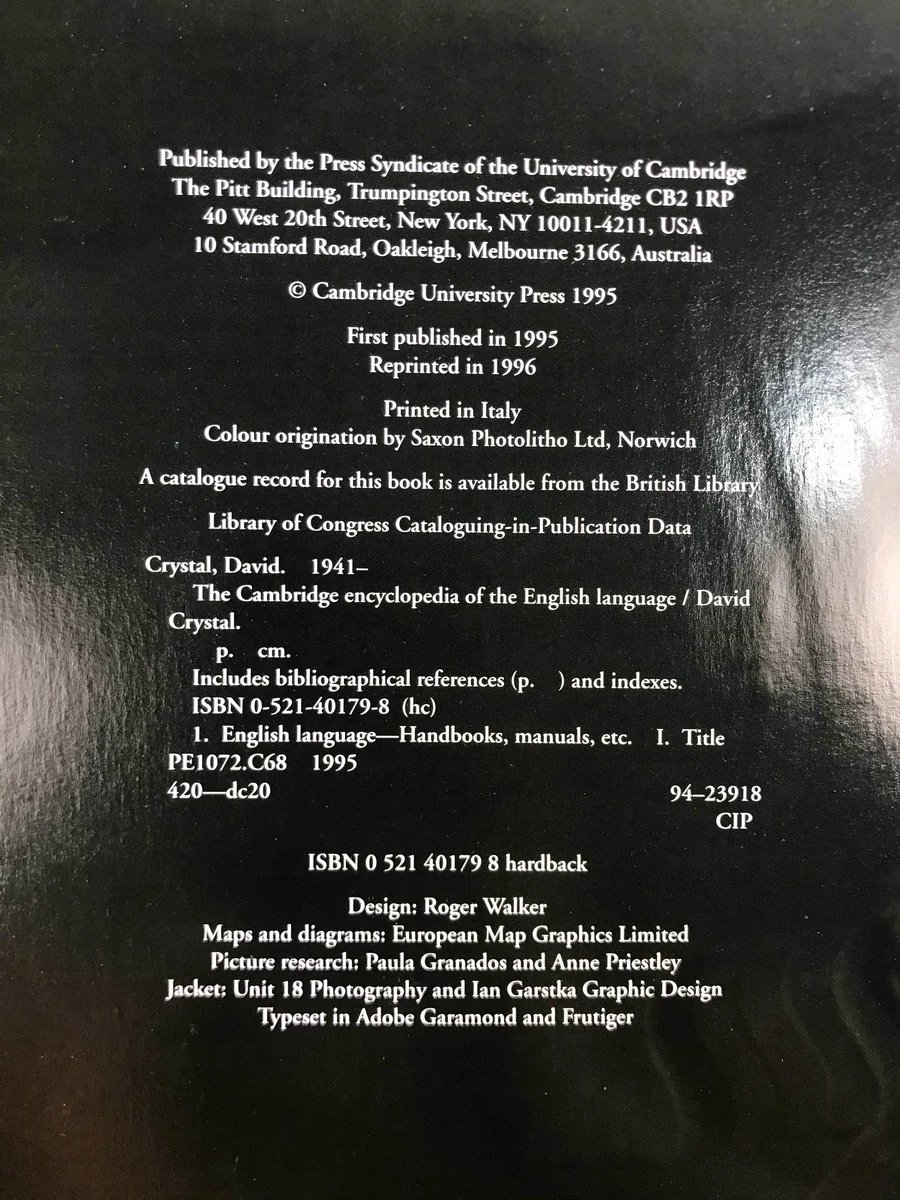 Published by the Press Syndicate of the University of Cambridge
The Pitt Building, Trumpington Street, Cambridge CB2 1RP
40 West 20th Street, New York, NY 10011-4211, USA
10 Stamford Road, Oakleigh, Melbourne 3166, Australia
© Cambridge University Press 1995
First published in 1995
Reprinted in 1996
Printed in Italy
Colour origination by Saxon Photolitho Ltd, Norwich
A catalogue record for this book is available from the British Library
Library of Congress Cataloguing-in-Publication Data
Crystal, David. 1941–
The Cambridge encyclopedia of the English language / David
Crystal.
p. cm.
Includes bibliographical references (p. ) and indexes.
ISBN 0-521-40179-8 (hc)
1. English language—Handbooks, manuals, etc. I. Title
PE1072.C68 1995
420—dc20 94–23918
CIP
ISBN 0 521 40179 8 hardback
Design: Roger Walker
Maps and diagrams: European Map Graphics Limited
Picture research: Paula Granados and Anne Priestley
Jacket: Unit 18 Photography and Ian Garstka Graphic Design
Typeset in Adobe Garamond and Frutiger